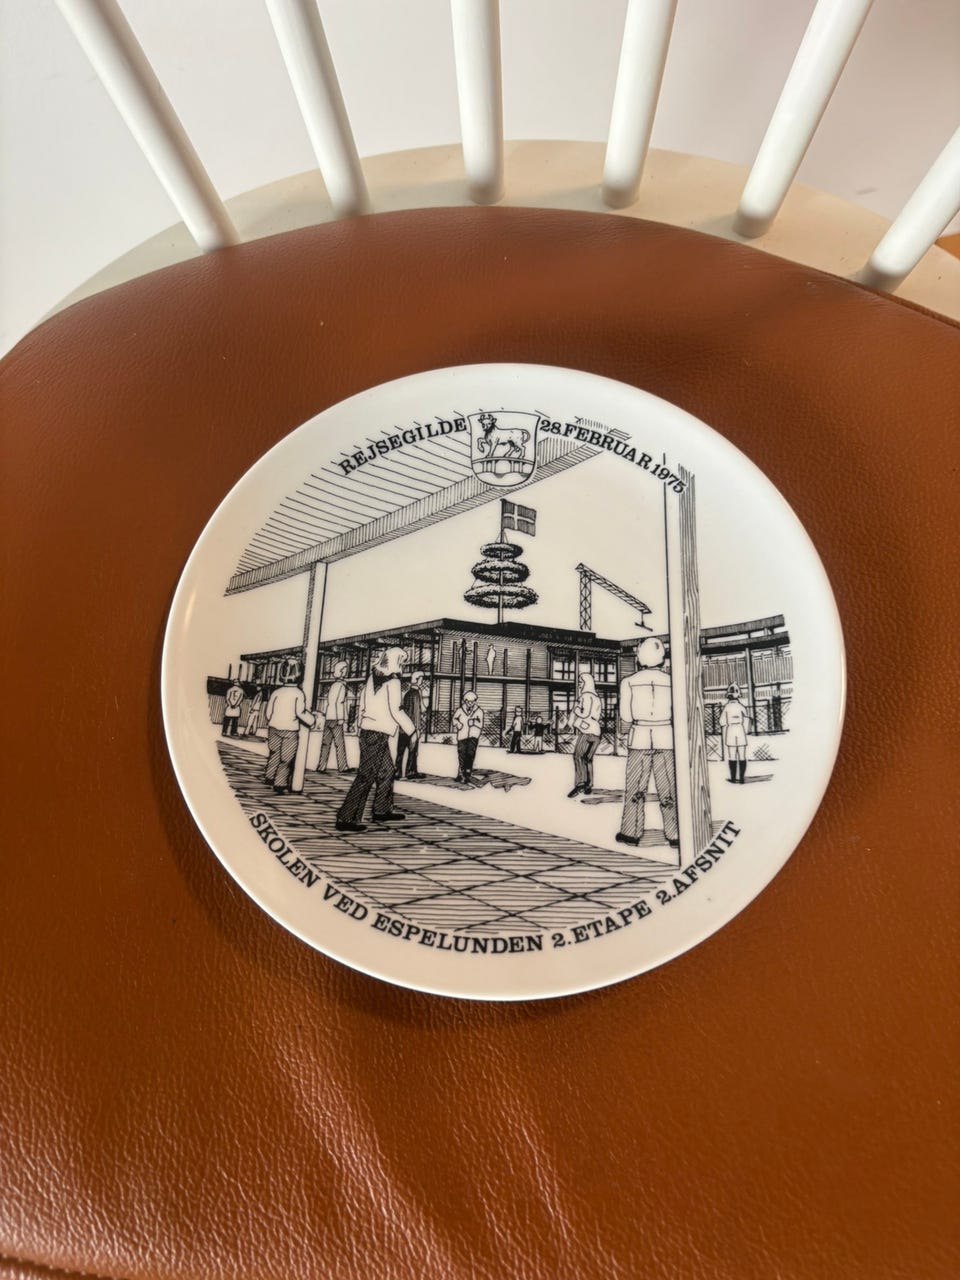 REJSEGILDE 28.FEBRUAR 1975
SKOLEN VED ESPELUNDEN 2.ETAPE 2.AFSNIT